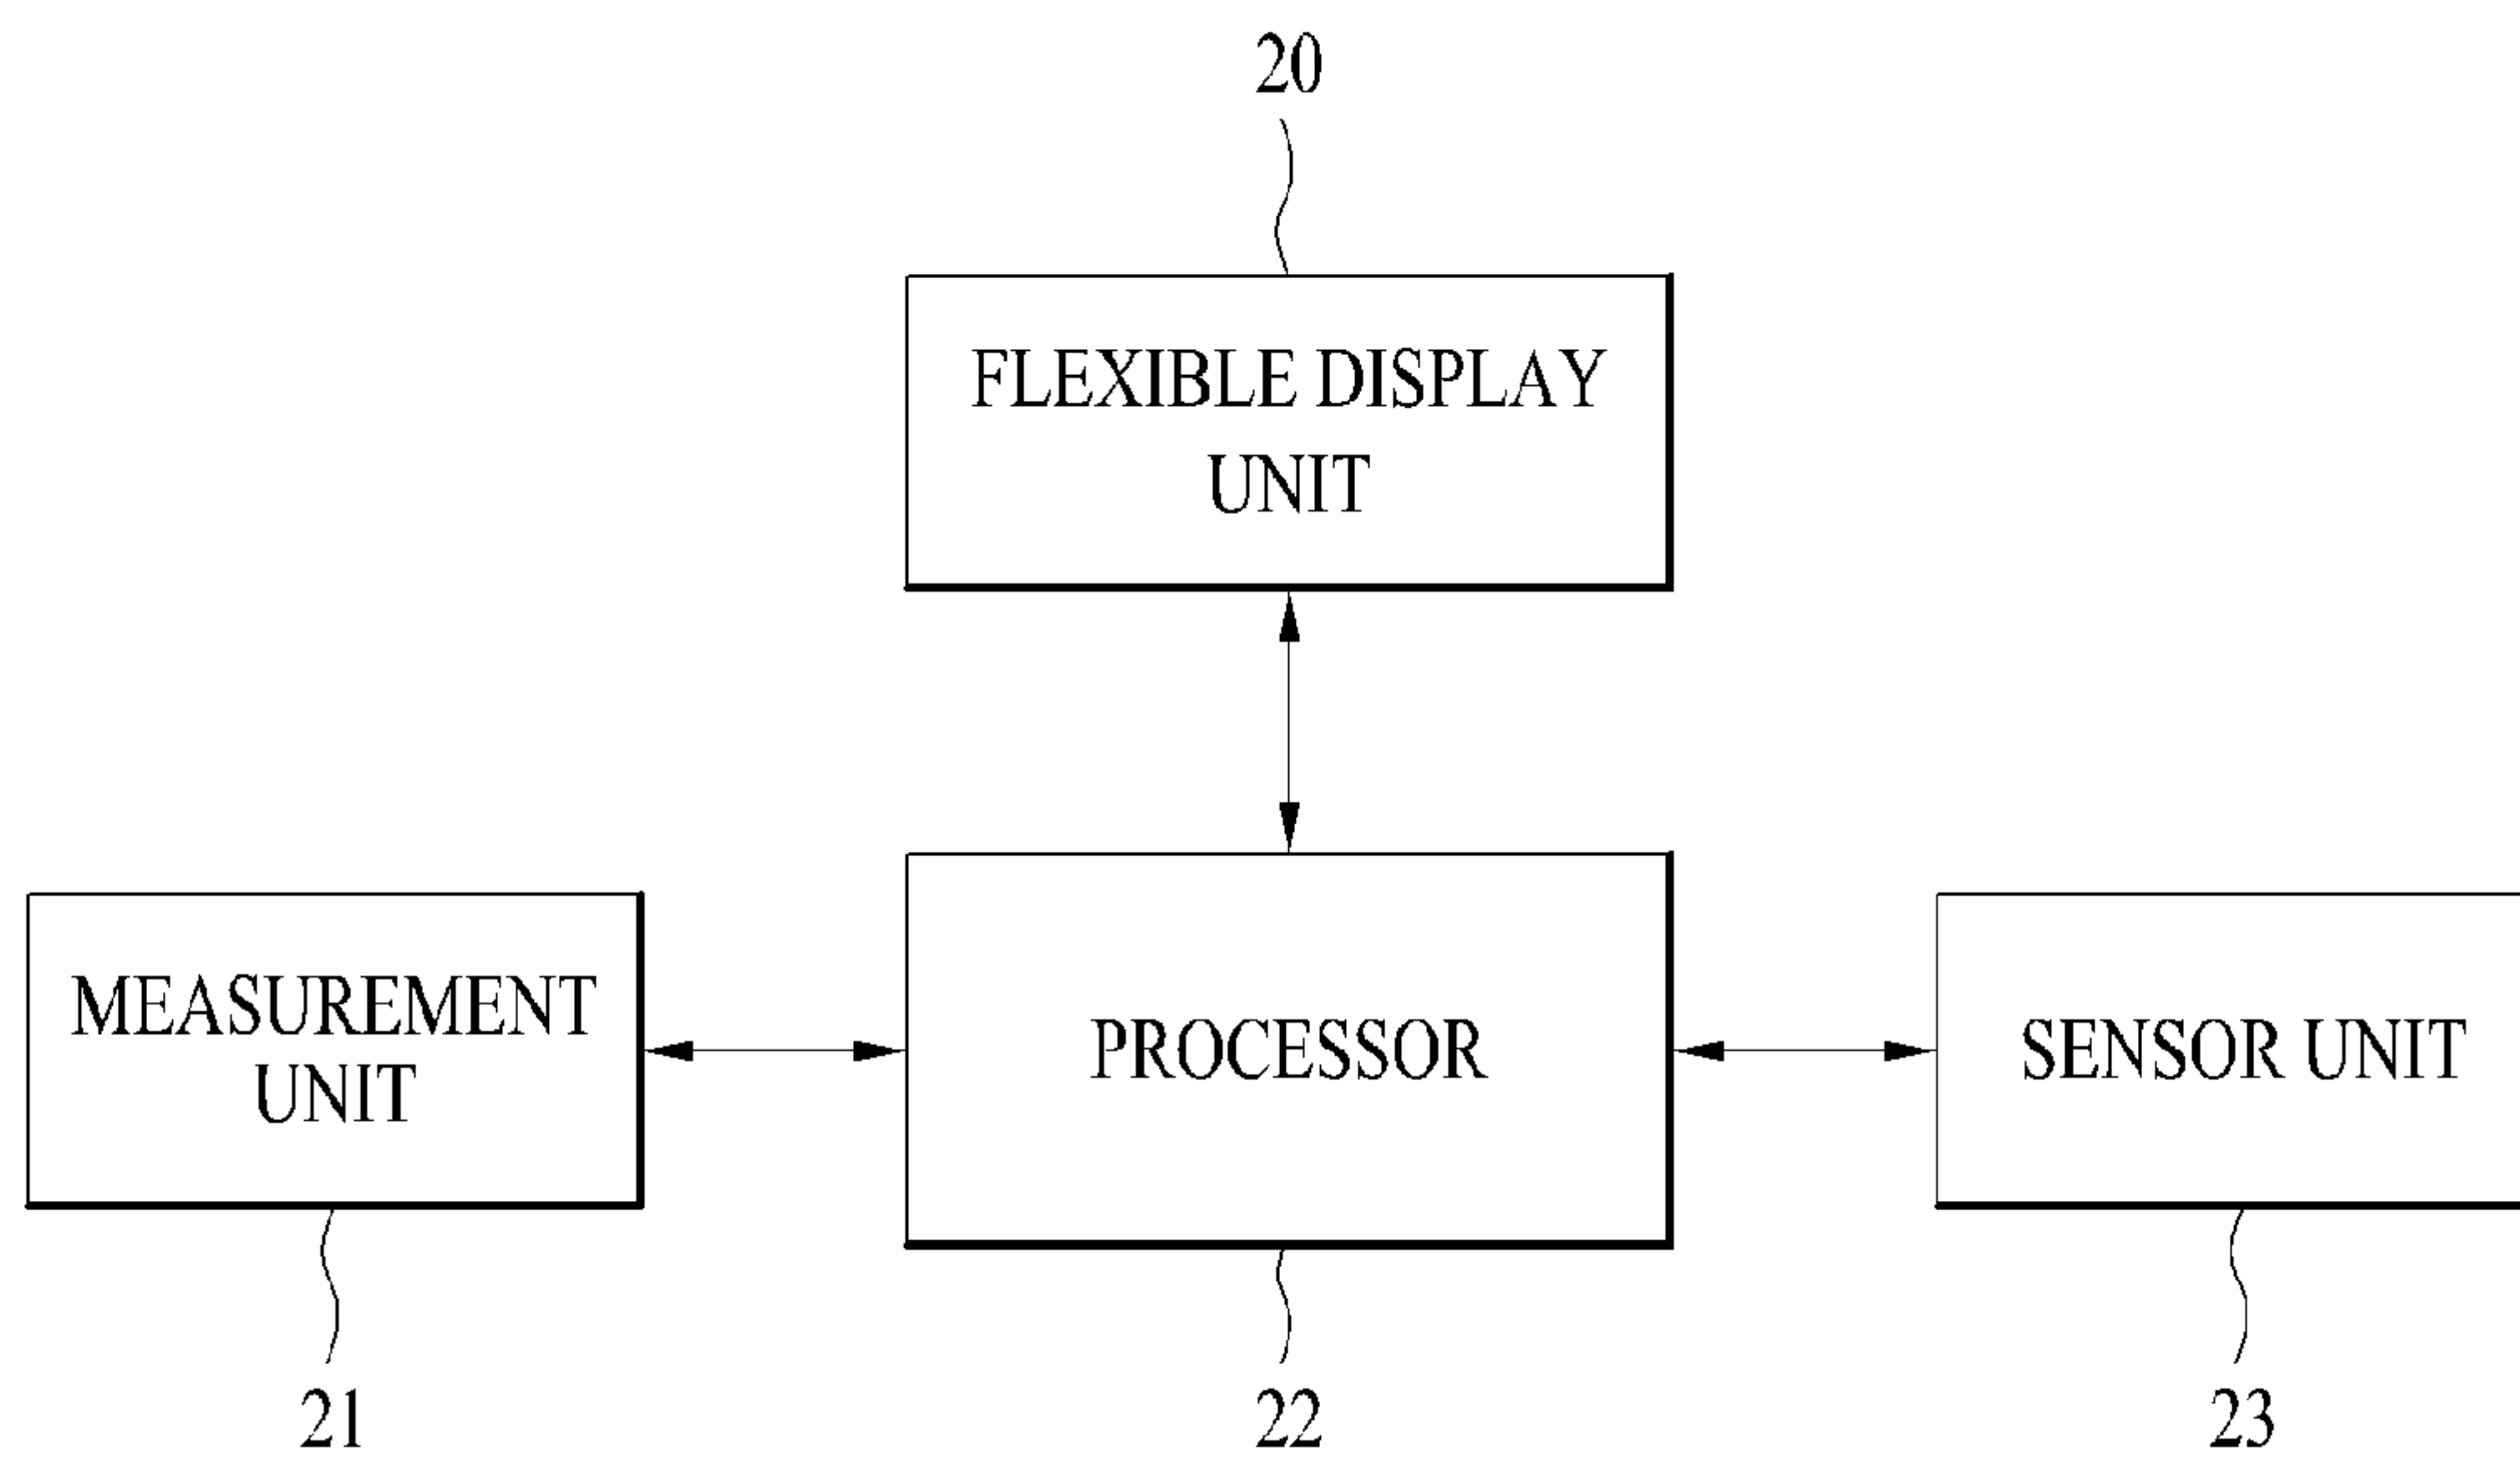 20
FLEXIBLE DISPLAY
UNIT
MEASUREMENT
UNIT
PROCESSOR
SENSOR UNIT
21
22
23